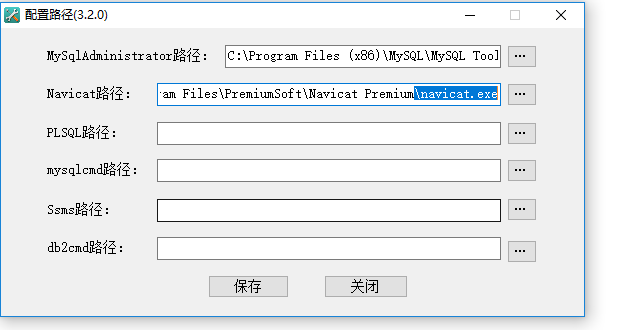 配置路径(3.2.0)
MySqlAdministrator路径: C:\Program Files (x86)\MySQL\MySQL Tool ...
Navicat路径: am Files\PremiumSoft\Navicat Premium\navicat.exe ...
PLSQL路径: ...
mysqlcmd路径: ...
Ssms路径: ...
db2cmd路径: ...
保存 关闭